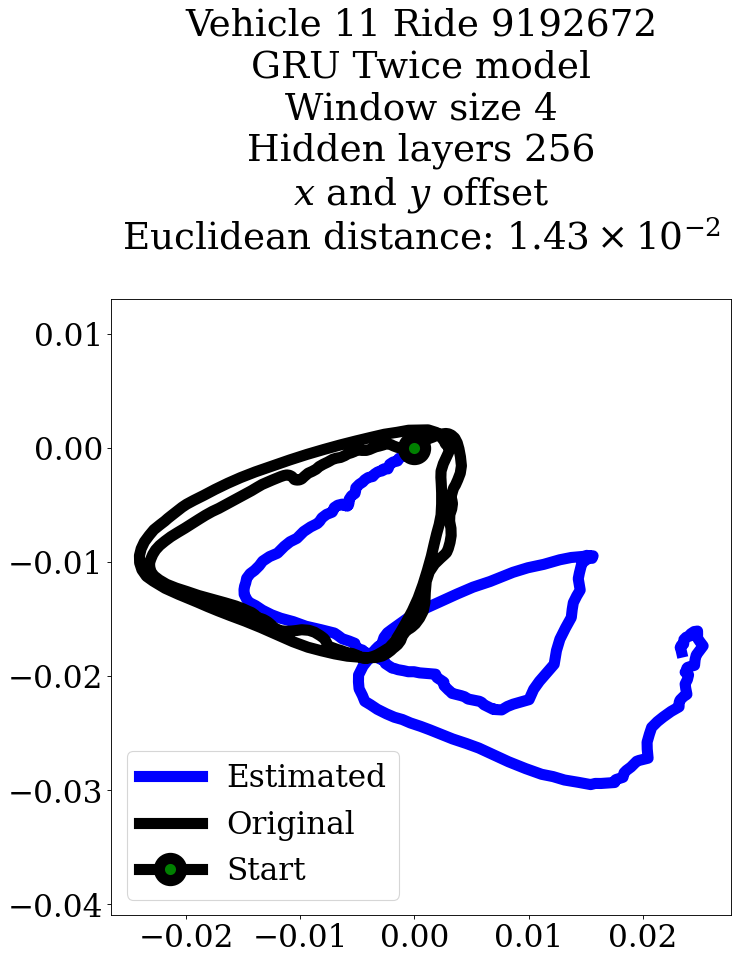 Vehicle 11 Ride 9192672
GRU Twice model
Window size 4
Hidden layers 256
x and y offset
Euclidean distance: 1.43 × 10⁻²
0.01
0.00
−0.01
−0.02
−0.03
−0.04
Estimated
Original
Start
−0.02 −0.01 0.00 0.01 0.02